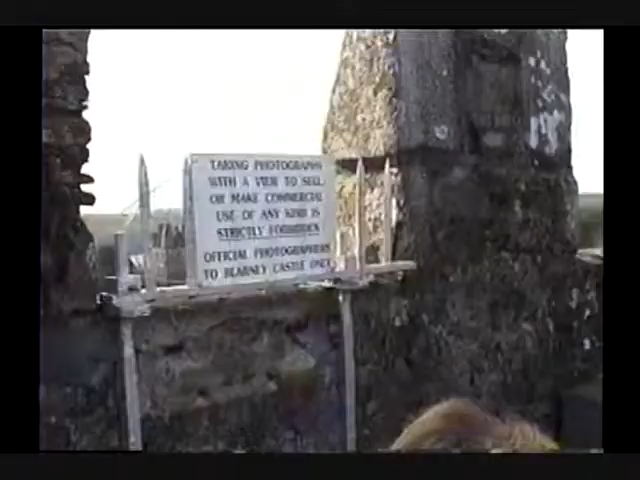 TAKING PHOTOGRAPHS
WITH A VIEW TO SELL
OR MAKE COMMERCIAL
USE OF ANY KIND IS
STRICTLY FORBIDDEN
OFFICIAL PHOTOGRAPHERS
TO BLARNEY CASTLE ONLY